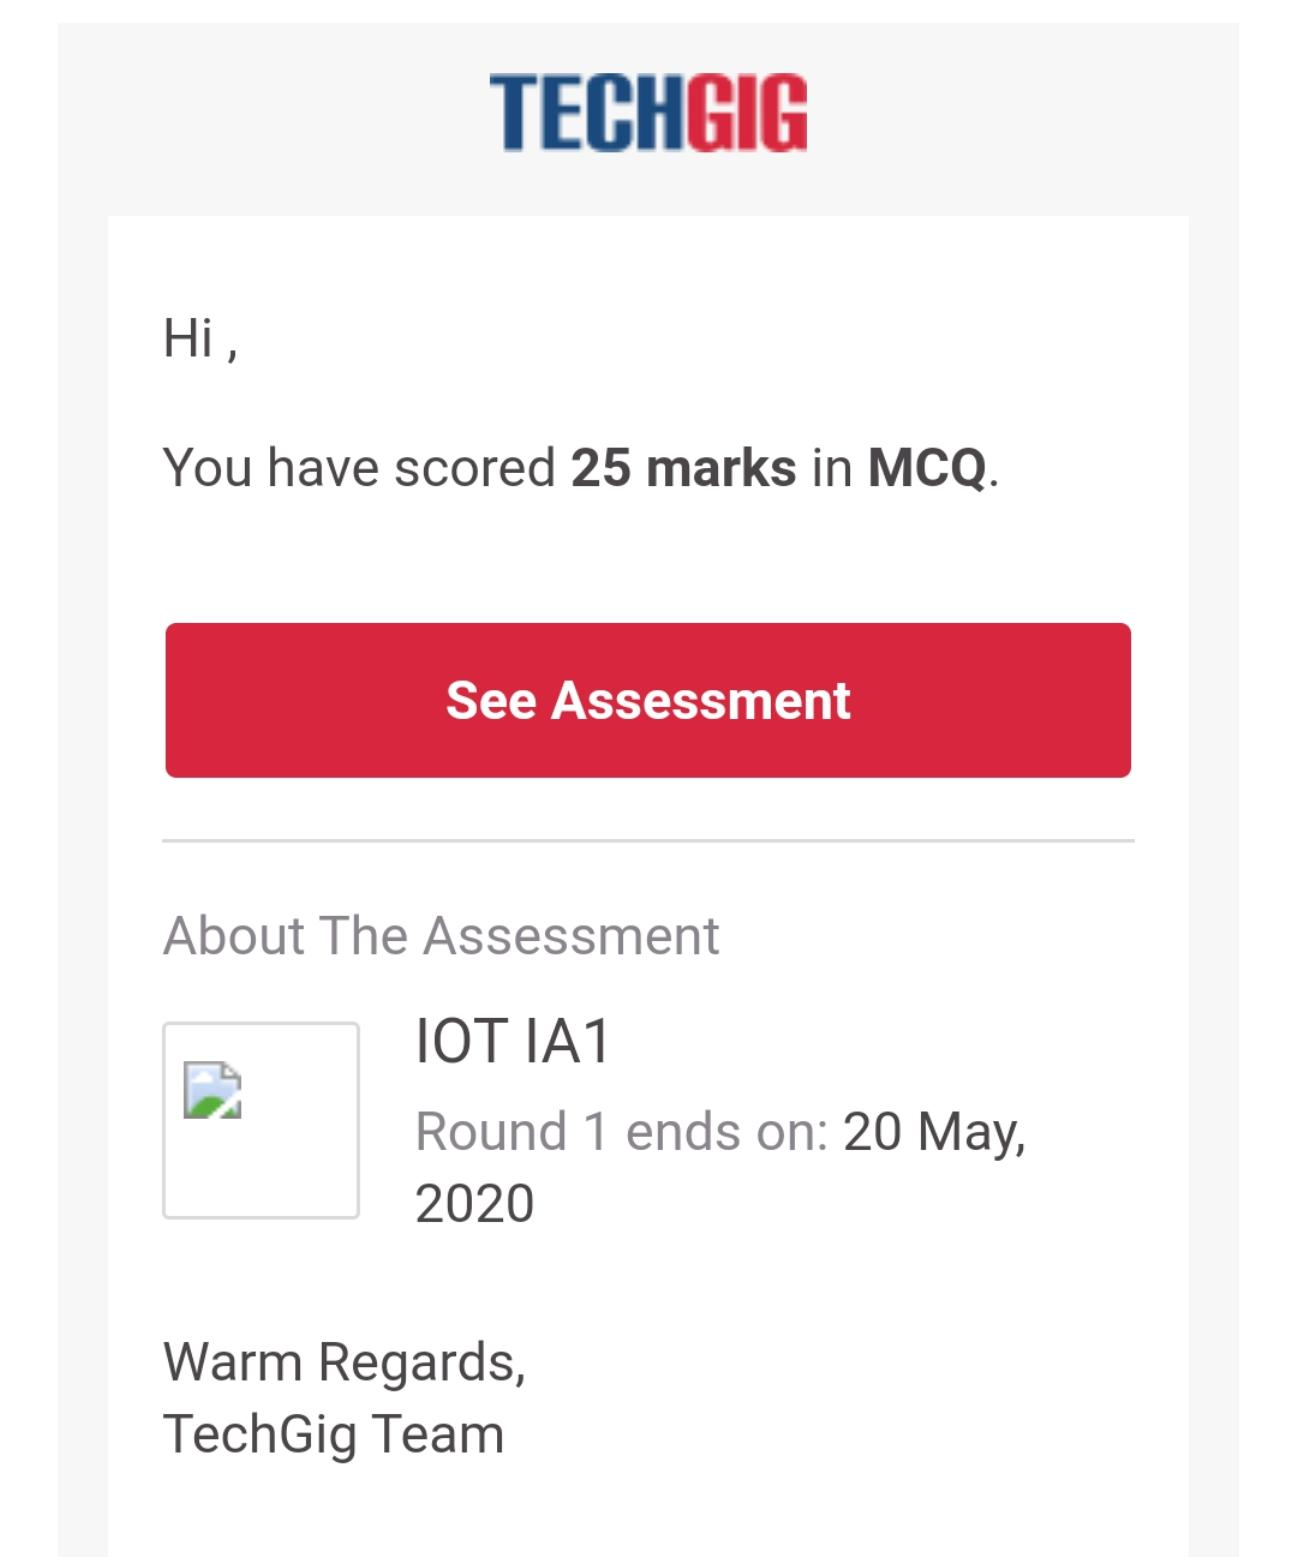 TECHGIG
Hi ,
You have scored 25 marks in MCQ.
See Assessment
About The Assessment
IOT IA1
Round 1 ends on: 20 May,
2020
Warm Regards,
TechGig Team